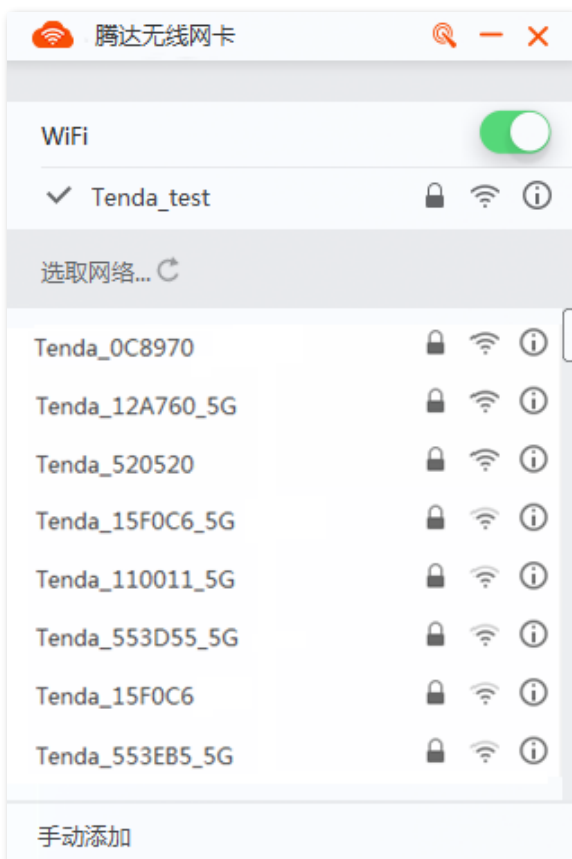 腾达无线网卡
WiFi
Tenda_test
选取网络...
Tenda_0C8970
Tenda_12A760_5G
Tenda_520520
Tenda_15F0C6_5G
Tenda_110011_5G
Tenda_553D55_5G
Tenda_15F0C6
Tenda_553EB5_5G
手动添加